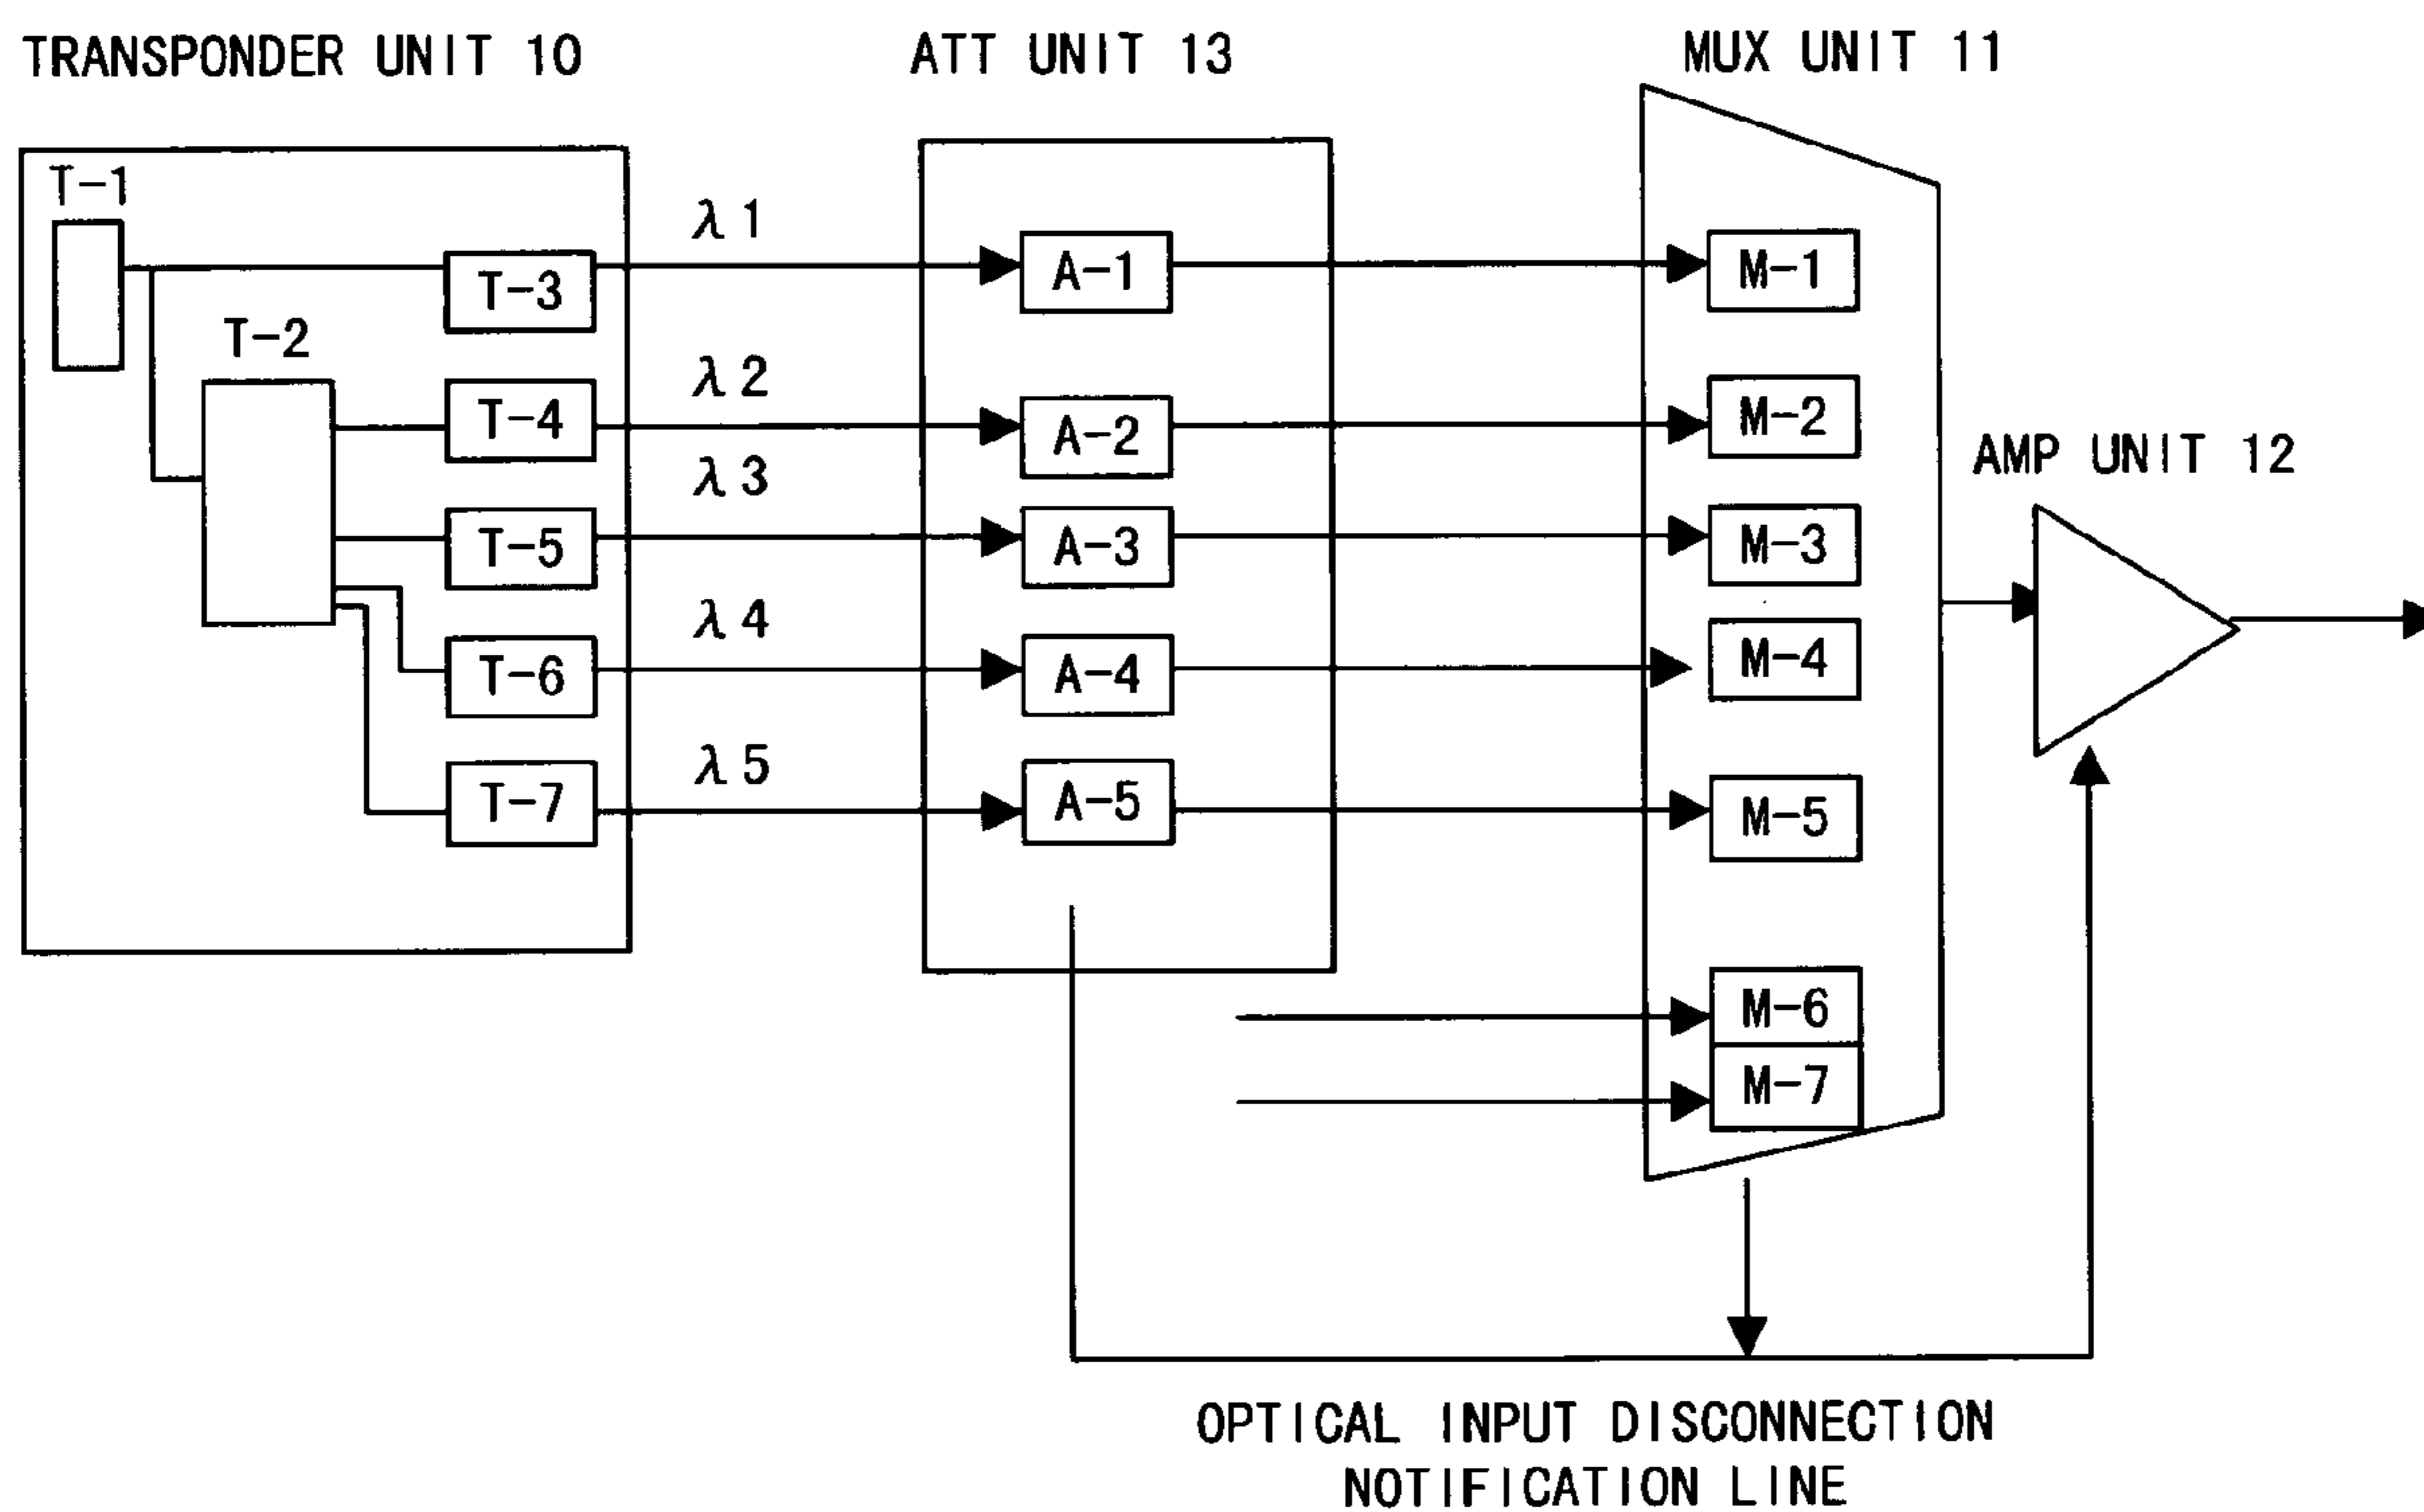 TRANSPONDER UNIT 10
ATT UNIT 13
MUX UNIT 11
T-1
T-2
T-3
T-4
T-5
T-6
T-7
λ1
λ2
λ3
λ4
λ5
A-1
A-2
A-3
A-4
A-5
M-1
M-2
M-3
M-4
M-5
M-6
M-7
AMP UNIT 12
OPTICAL INPUT DISCONNECTION
NOTIFICATION LINE